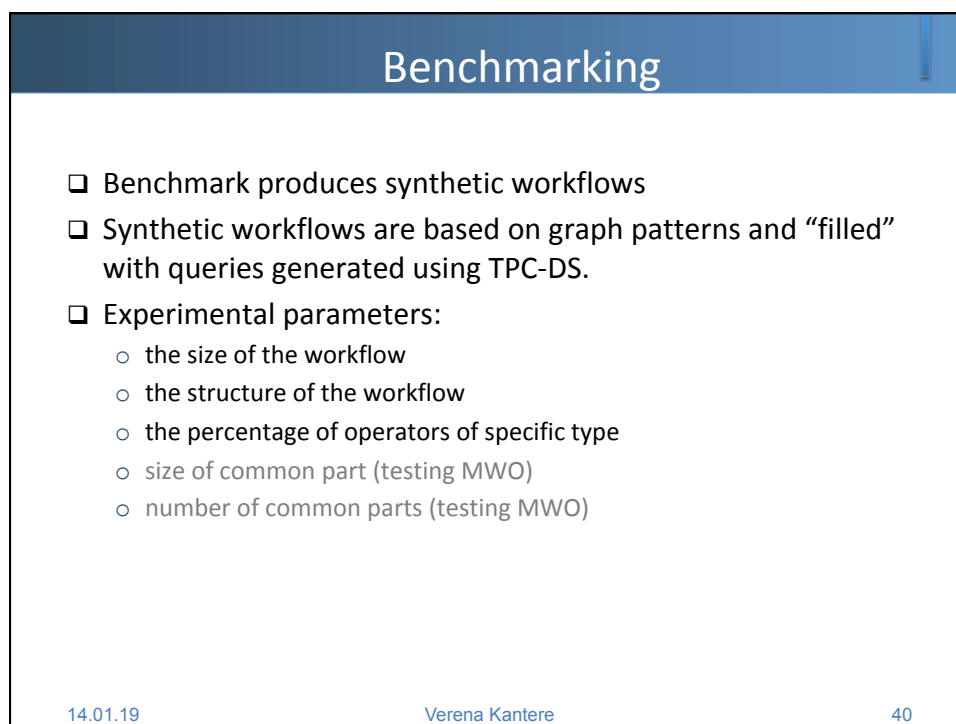 Benchmarking
❑ Benchmark produces synthetic workflows
❑ Synthetic workflows are based on graph patterns and “filled”
with queries generated using TPC-DS.
❑ Experimental parameters:
o the size of the workflow
o the structure of the workflow
o the percentage of operators of specific type
o size of common part (testing MWO)
o number of common parts (testing MWO)
14.01.19 Verena Kantere 40